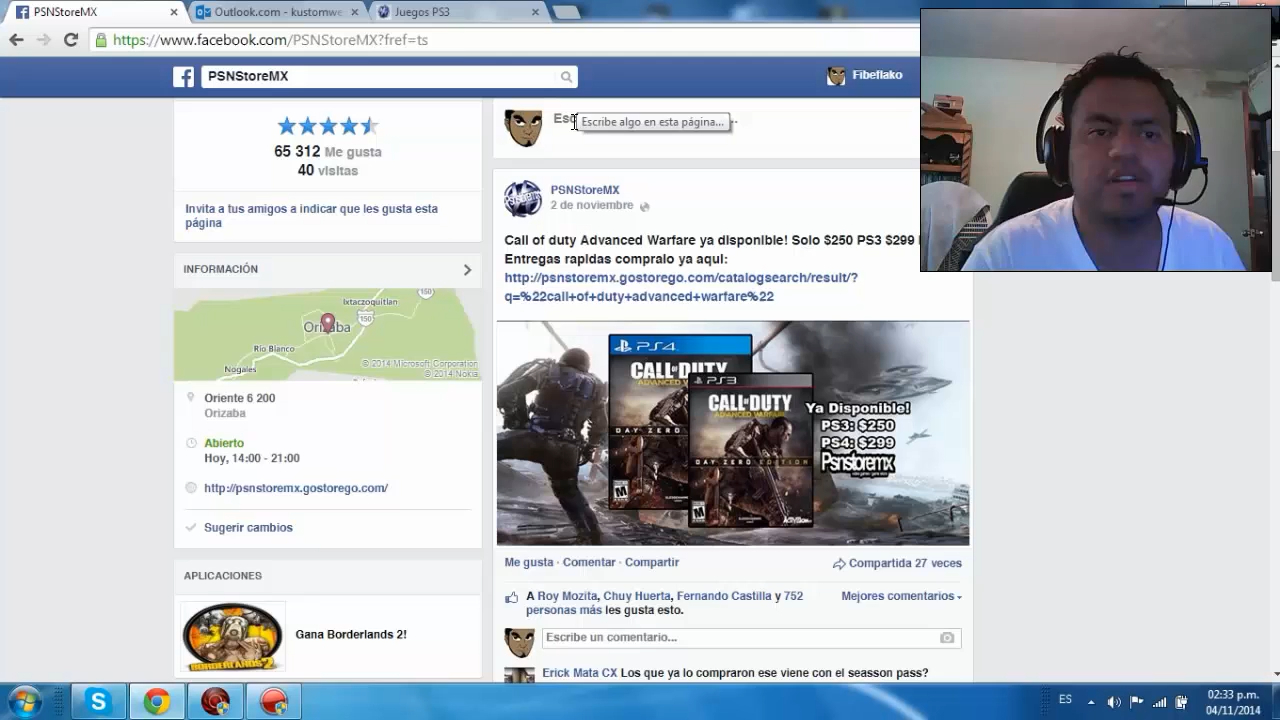 PSNStoreMX
Outlook.com - kustomwe
Juegos PS3
https://www.facebook.com/PSNStoreMX?fref=ts
PSNStoreMX
Fibeflako
Escribe algo en esta página...
65 312 Me gusta
40 visitas
Invita a tus amigos a indicar que les gusta esta
página
INFORMACIÓN
Ixtaczoquitlan
150
150
Orizaba
Río Blanco
Nogales
© 2014 Microsoft Corporation
© 2014 Nokia
Oriente 6 200
Orizaba
Abierto
Hoy, 14:00 - 21:00
http://psnstoremx.gostorego.com/
Sugerir cambios
APLICACIONES
BORDERLANDS 2
Gana Borderlands 2!
PSNStoreMX
2 de noviembre
Call of duty Advanced Warfare ya disponible! Solo $250 PS3 $299
Entregas rapidas compralo ya aqui:
http://psnstoremx.gostorego.com/catalogsearch/result/?
q=%22call+of+duty+advanced+warfare%22
PS4
CALL OF DUTY
ADVANCED
PS3
CALL OF DUTY
ADVANCED WARFARE
DAY ZERO EDITION
ACTIVISION
Ya Disponible!
PS3: $250
PS4: $299
Psnstoremx
Me gusta · Comentar · Compartir
Compartida 27 veces
A Roy Mozita, Chuy Huerta, Fernando Castilla y 752
personas más les gusta esto.
Mejores comentarios
Escribe un comentario...
Erick Mata CX Los que ya lo compraron ese viene con el seasson pass?
ES
02:33 p.m.
04/11/2014